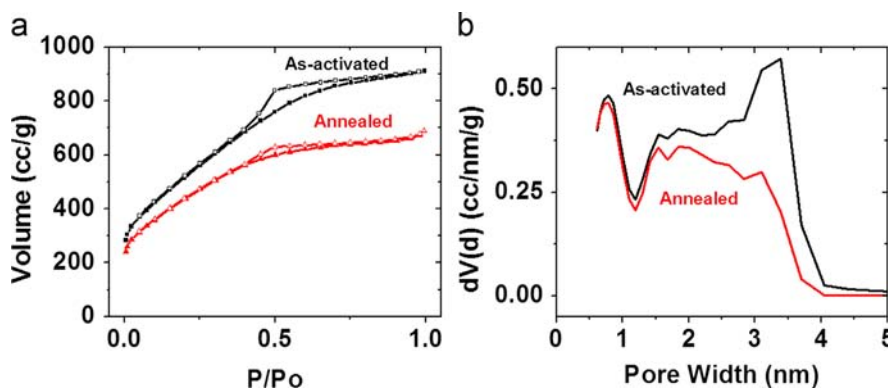 a
1000
800
600
400
200
0
Volume (cc/g)
As-activated
Annealed
0.0 0.5 1.0
P/Po
b
0.50
0.25
0.00
dV(d) (cc/nm/g)
As-activated
Annealed
0 1 2 3 4 5
Pore Width (nm)